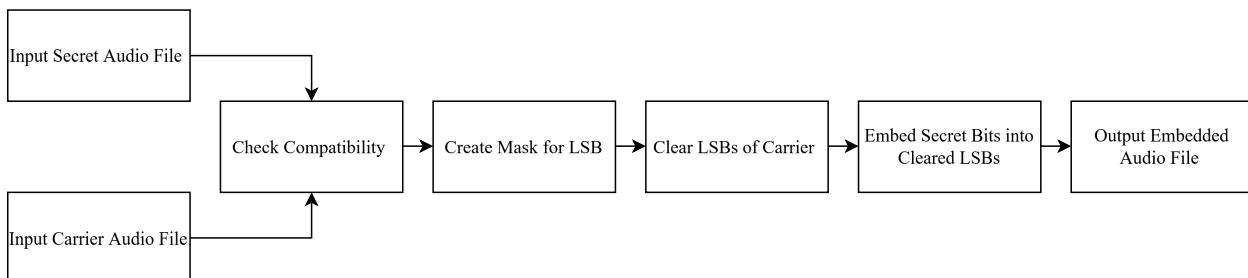 Input Secret Audio File
Input Carrier Audio File
Check Compatibility
Create Mask for LSB
Clear LSBs of Carrier
Embed Secret Bits into
Cleared LSBs
Output Embedded
Audio File